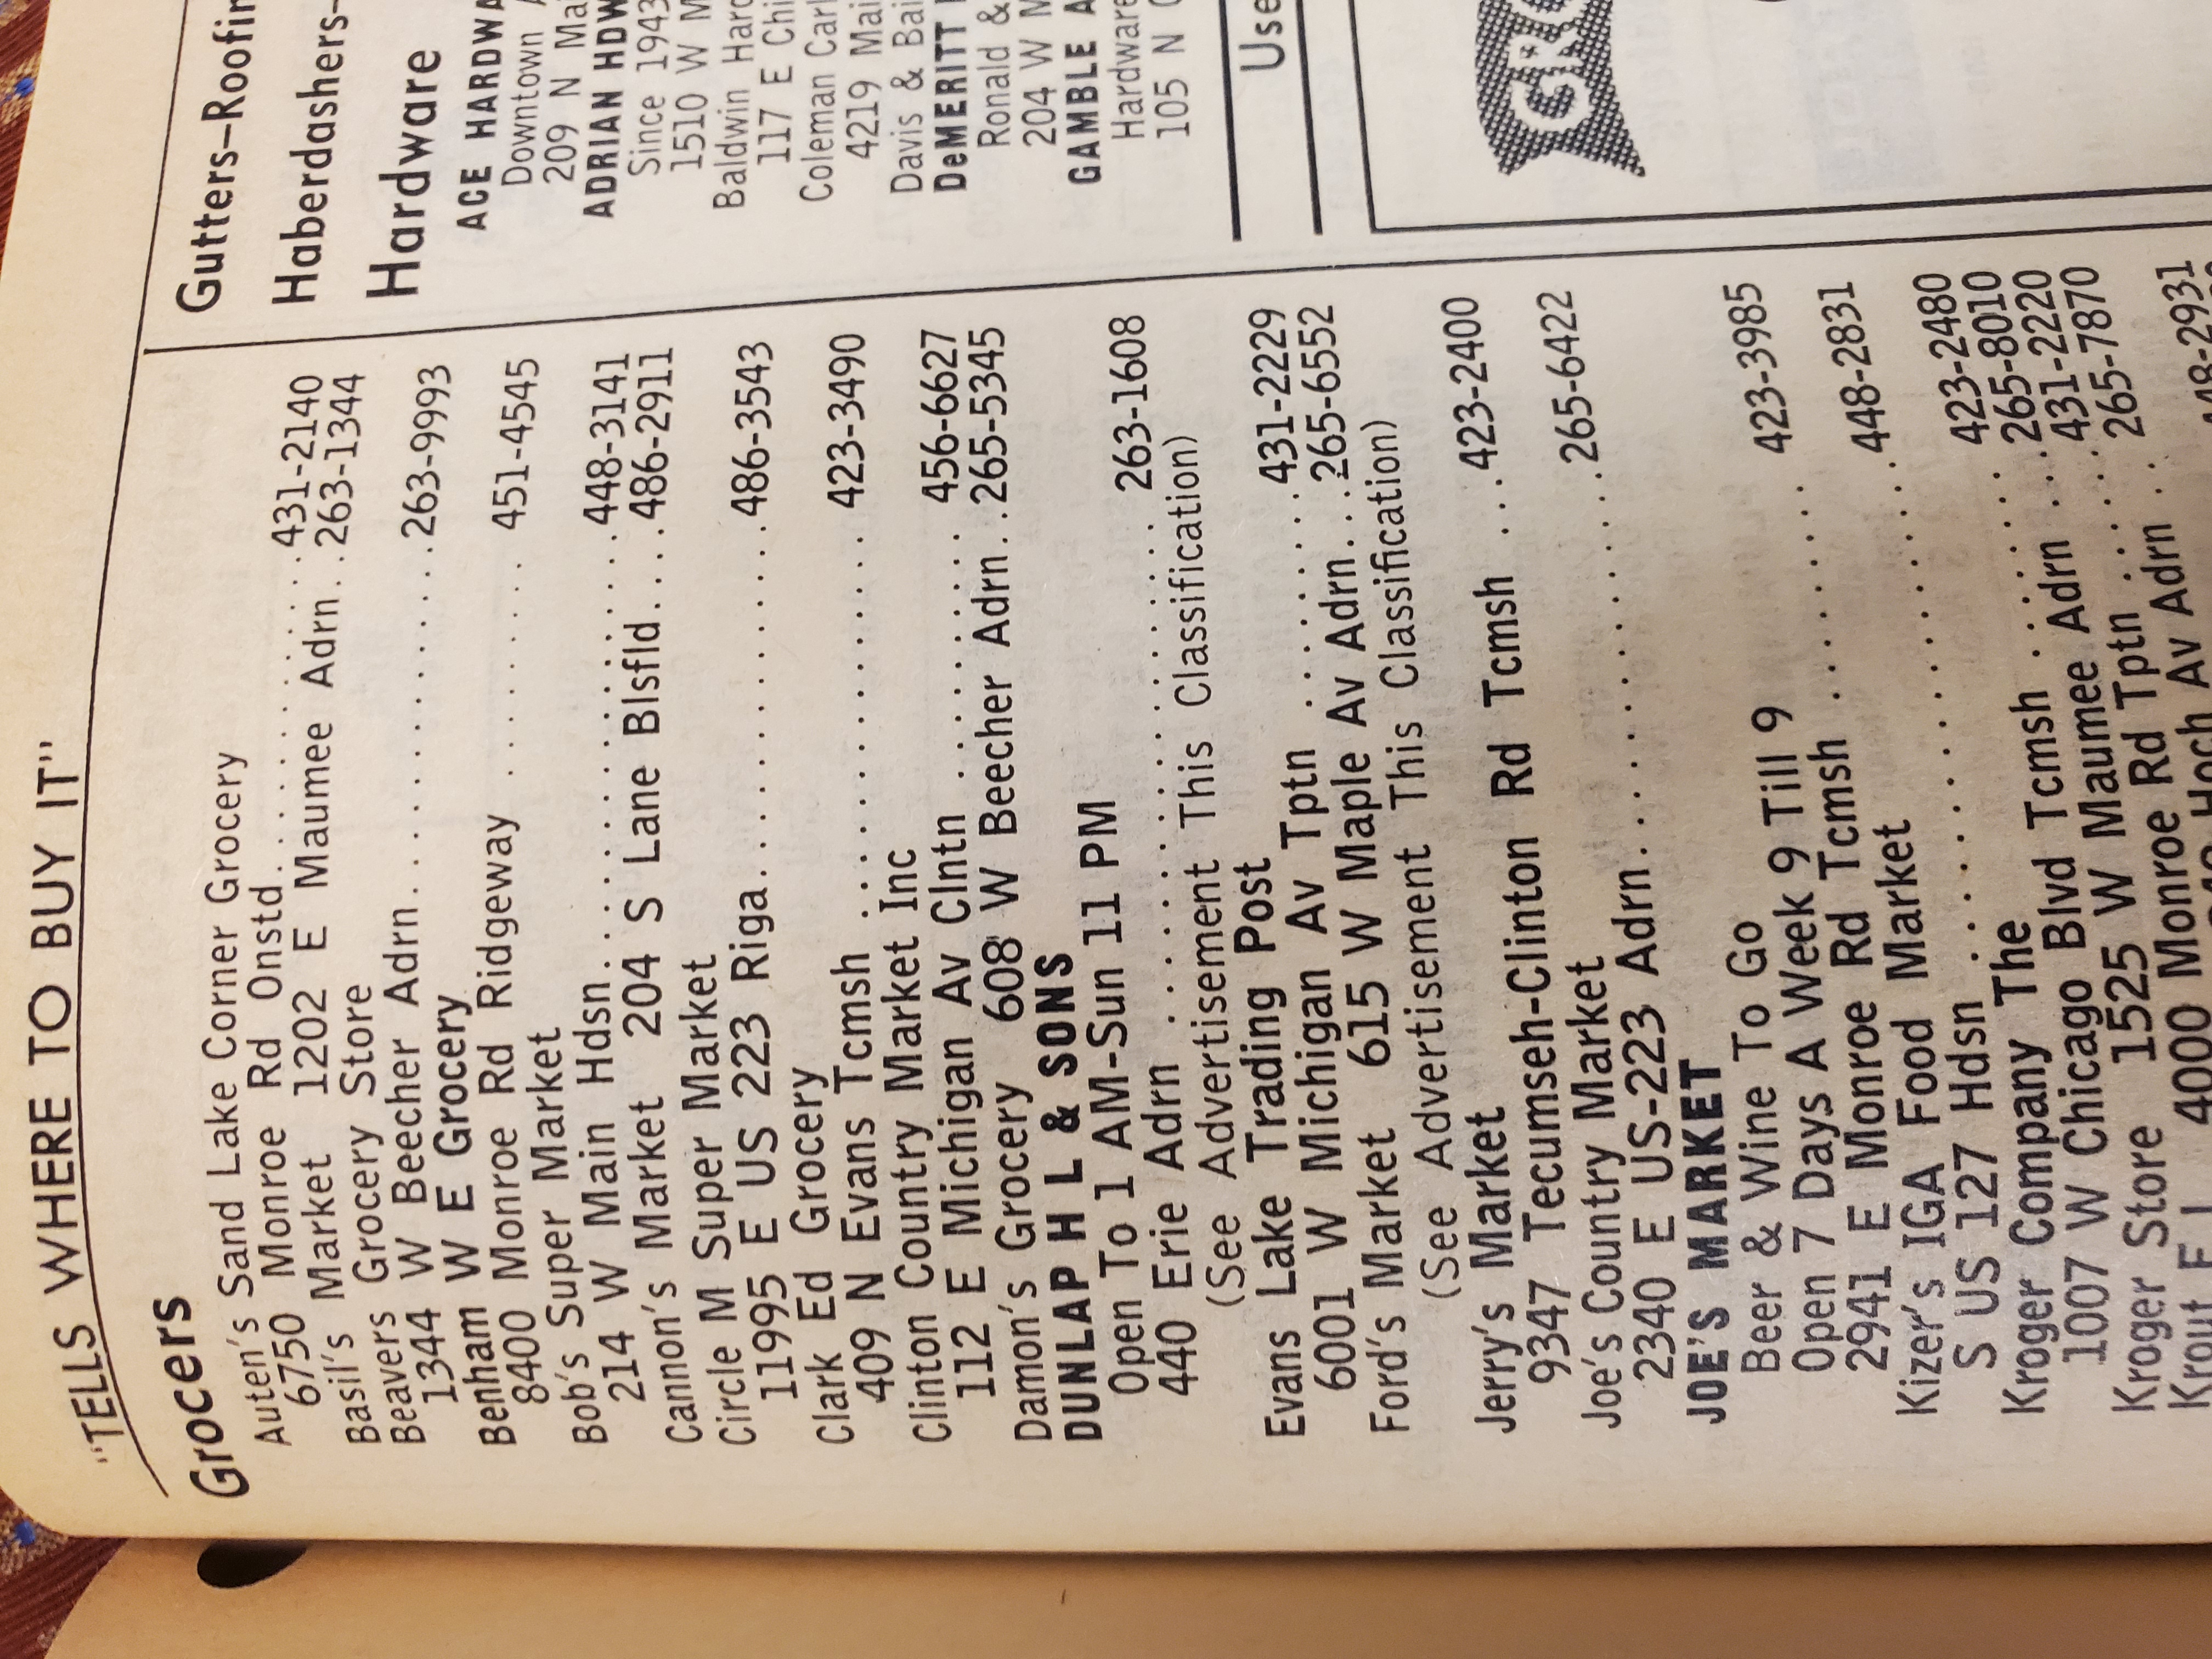 "TELLS WHERE TO BUY IT"
Grocers
Auten's Sand Lake Corner Grocery
6750 Monroe Rd Onstd. . . . . . . . . . . . 431-2140
Basil's Market 1202 E Maumee Adrn. . 263-1344
Beavers Grocery Store
1344 W Beecher Adrn. . . . . . . . . . . . 263-9993
Benham W E Grocery
8400 Monroe Rd Ridgeway . . . . . . . 451-4545
Bob's Super Market
214 W Main Hdsn. . . . . . . . . . . . . . . 448-3141
Cannon's Market 204 S Lane Blsfld. . . . 486-2911
Circle M Super Market
11995 E US 223 Riga. . . . . . . . . . . . 486-3543
Clark Ed Grocery
409 N Evans Tcmsh . . . . . . . . . . . . . 423-3490
Clinton Country Market Inc
112 E Michigan Av Clntn . . . . . . . . . 456-6627
Damon's Grocery 608 W Beecher Adrn. . 265-5345
DUNLAP H L & SONS
Open To 1 AM-Sun 11 PM
440 Erie Adrn . . . . . . . . . . . . . . . . . 263-1608
(See Advertisement This Classification)
Evans Lake Trading Post
6001 W Michigan Av Tptn . . . . . . . . 431-2229
Ford's Market 615 W Maple Av Adrn. . . 265-6552
(See Advertisement This Classification)
Jerry's Market
9347 Tecumseh-Clinton Rd Tcmsh . . . 423-2400
Joe's Country Market
2340 E US-223 Adrn. . . . . . . . . . . . . 265-6422
JOE'S MARKET
Beer & Wine To Go
Open 7 Days A Week 9 Till 9
2941 E Monroe Rd Tcmsh . . . . . . . . 423-3985
Kizer's IGA Food Market
S US 127 Hdsn . . . . . . . . . . . . . . . . 448-2831
Kroger Company The
1007 W Chicago Blvd Tcmsh . . . . . . . 423-2480
Kroger Store 1525 W Maumee Adrn . . . 265-8010
4000 Monroe Rd Tptn . . . . . 431-2220
Av Adrn . . 265-7870
448-2931
Gutters-Roofin
Haberdashers-
Hardware
ACE HARDWA
Downtown
209 N Mai
ADRIAN HDW
Since 1943
1510 W M
Baldwin Hard
117 E Chi
Coleman Carl
4219 Mai
Davis & Bai
DeMERITT
Ronald &
204 W M
GAMBLE A
Hardware
105 N
Use